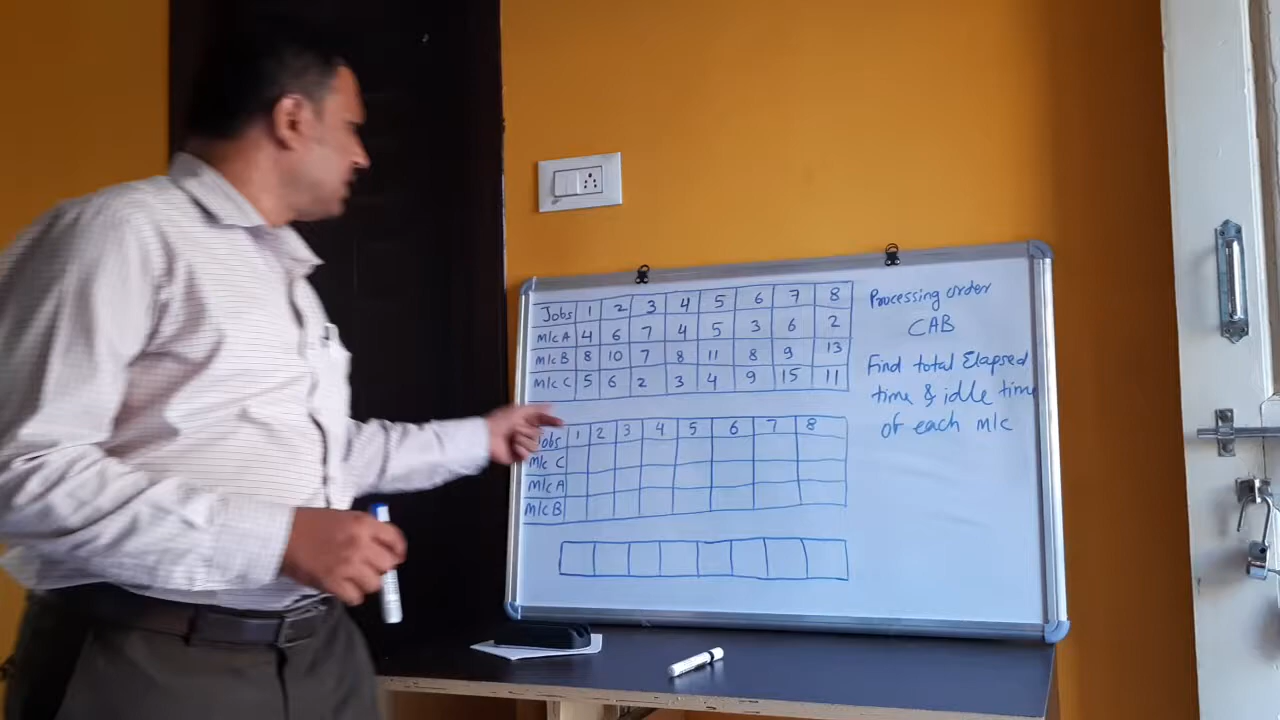 Jobs 1 2 3 4 5 6 7 8
M/c A 4 6 7 4 5 3 6 2
M/c B 8 10 7 8 11 8 9 13
M/c C 5 6 2 3 4 9 15 11
Processing order
CAB
Find total Elapsed
time & idle time
of each m/c
Jobs 1 2 3 4 5 6 7 8
M/c C
M/c A
M/c B